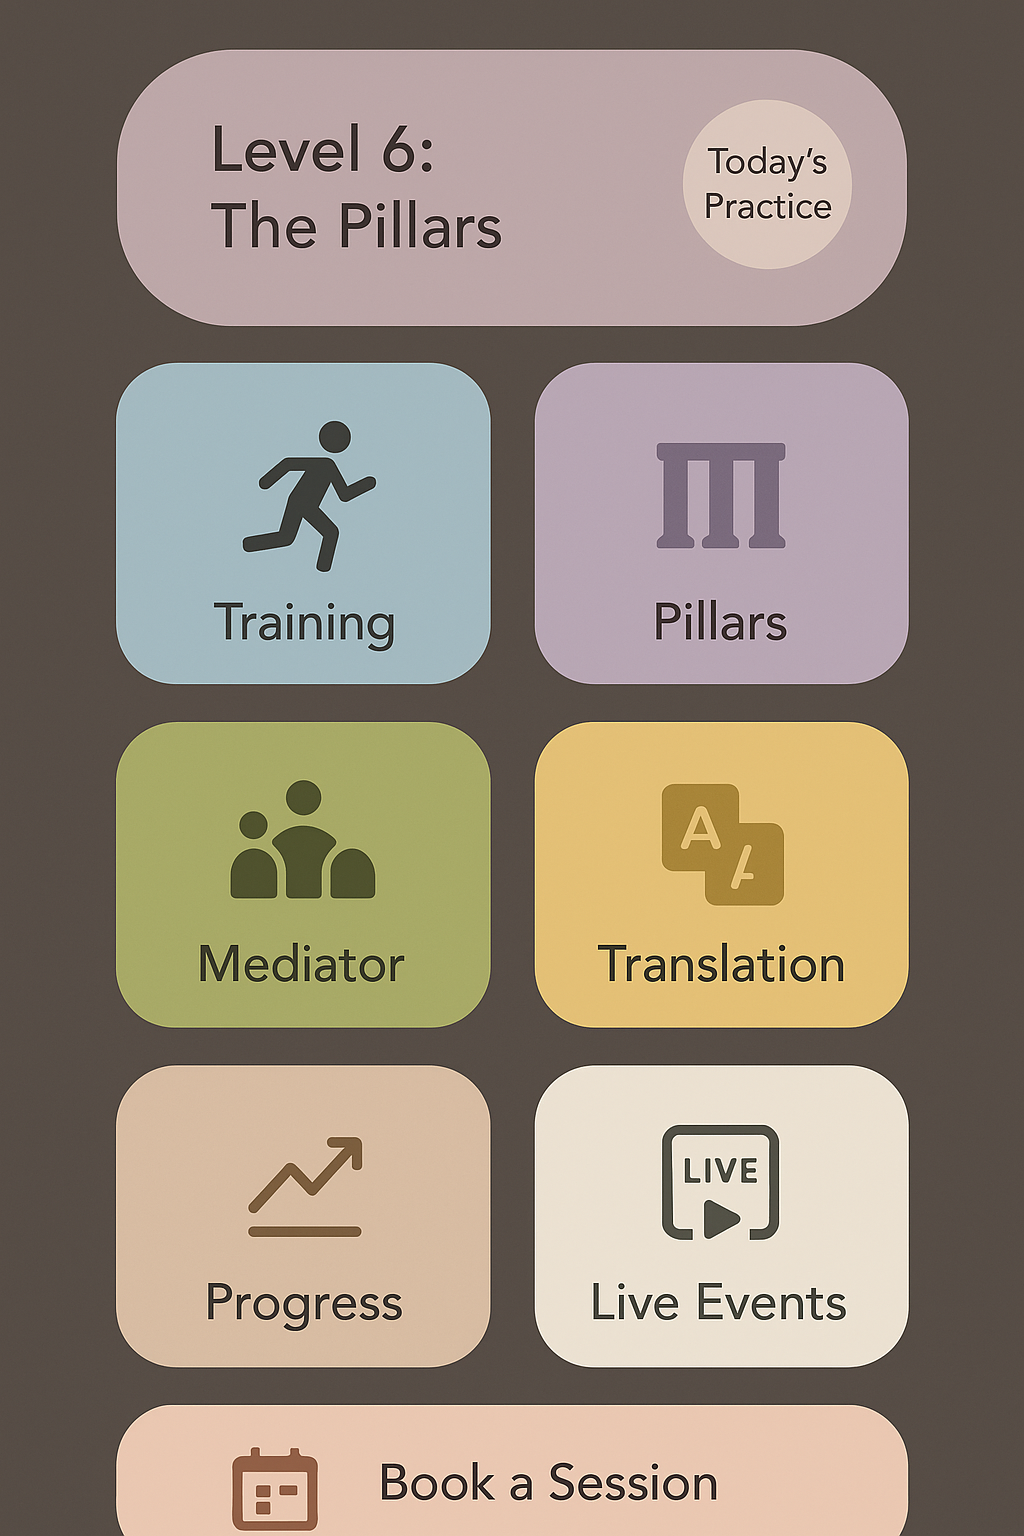 Level 6:
The Pillars
Today's
Practice
Training
Pillars
Mediator
A
Translation
Progress
LIVE
Live Events
Book a Session